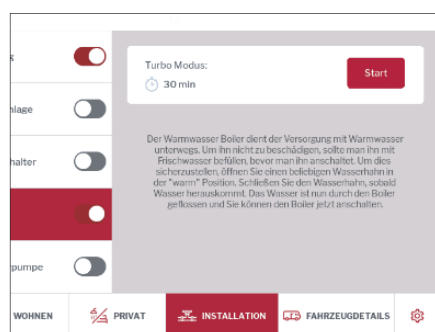 Turbo Modus:
30 min
Start
nlage
halter
pumpe
Der Warmwasser Boiler dient der Versorgung mit Warmwasser
unterwegs. Um ihn nicht zu beschädigen, sollte man ihn mit
Frischwasser befüllen, bevor man ihn anschaltet. Um dies
sicherzustellen, öffnen Sie einen beliebigen Wasserhahn in
der "warm" Position. Schließen Sie den Wasserhahn, sobald
Wasser herauskommt. Das Wasser ist nun durch den Boiler
geflossen und Sie können den Boiler jetzt anschalten.
WOHNEN
PRIVAT
INSTALLATION
FAHRZEUGDETAILS